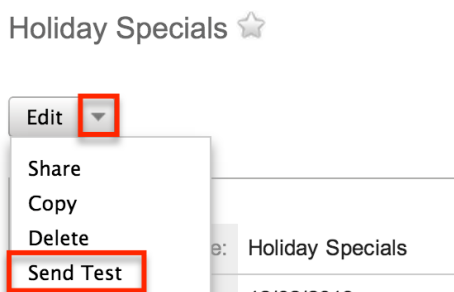 Holiday Specials
Edit
Share
Copy
Delete
e: Holiday Specials
Send Test